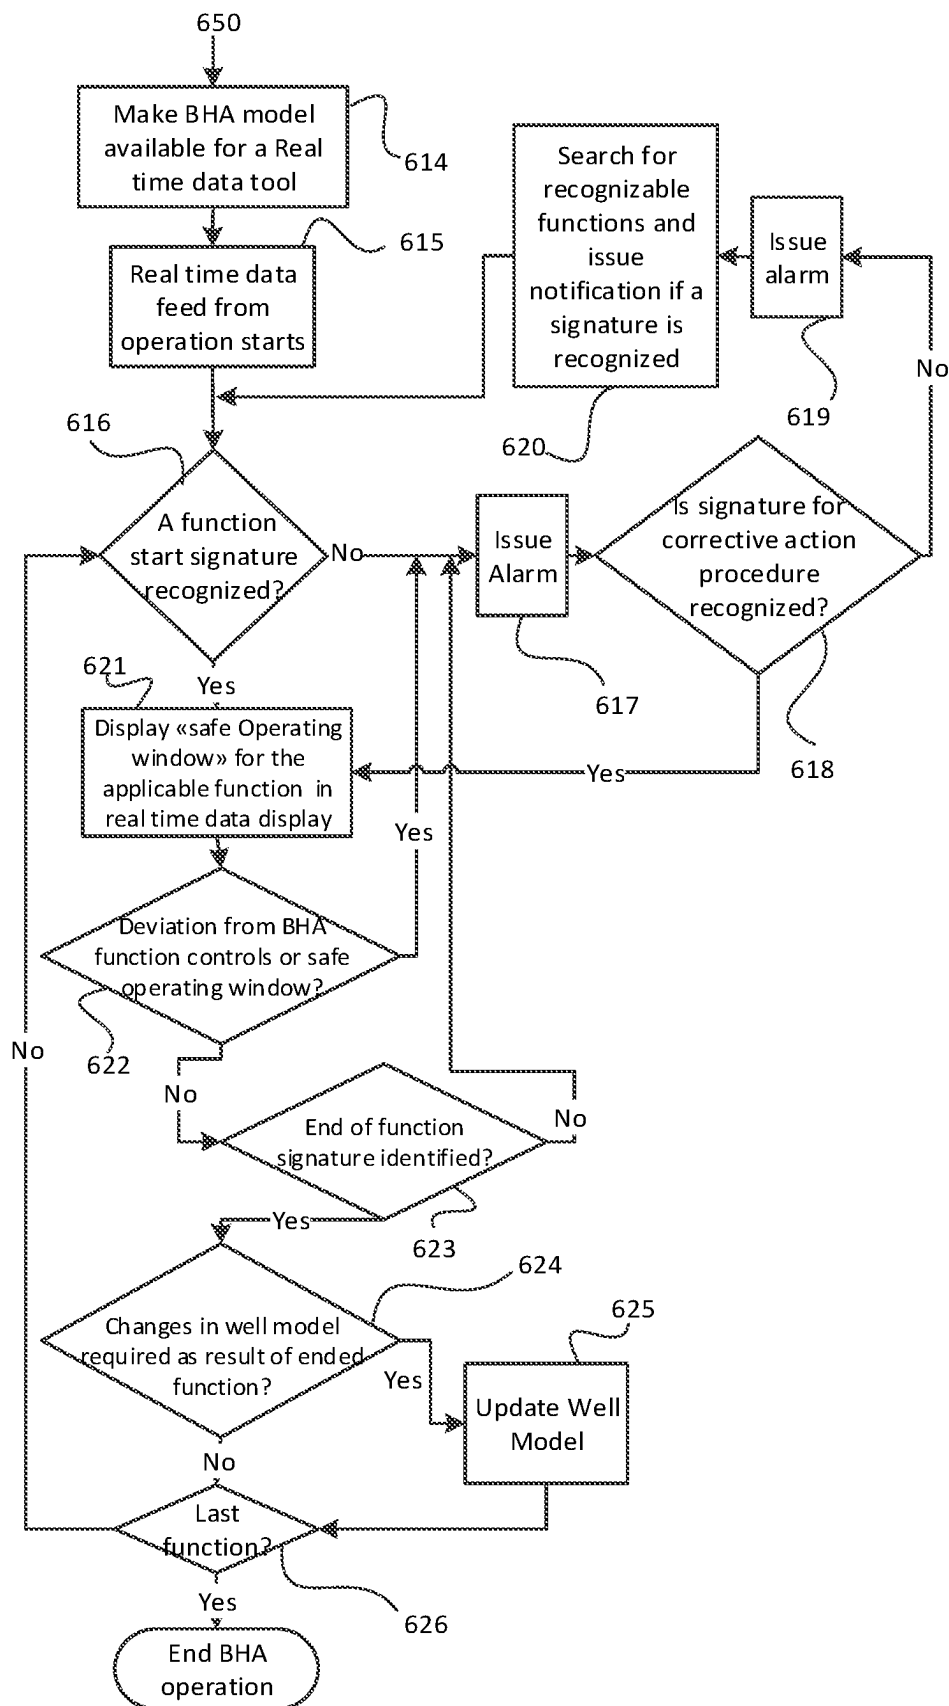 650
Make BHA model
available for a Real
time data tool
614
615
Real time data
feed from
operation starts
Search for
recognizable
functions and
issue
notification if a
signature is
recognized
620
Issue
alarm
619
No
616
A function
start signature
recognized?
No
Issue
Alarm
617
Is signature for
corrective action
procedure
recognized?
618
Yes
621
Yes
Display «safe Operating
window» for the
applicable function in
real time data display
Yes
Deviation from BHA
function controls or safe
operating window?
622
No
No
End of function
signature identified?
No
623
Yes
624
Changes in well model
required as result of ended
function?
Yes
625
Update Well
Model
No
Last
function?
626
Yes
End BHA
operation